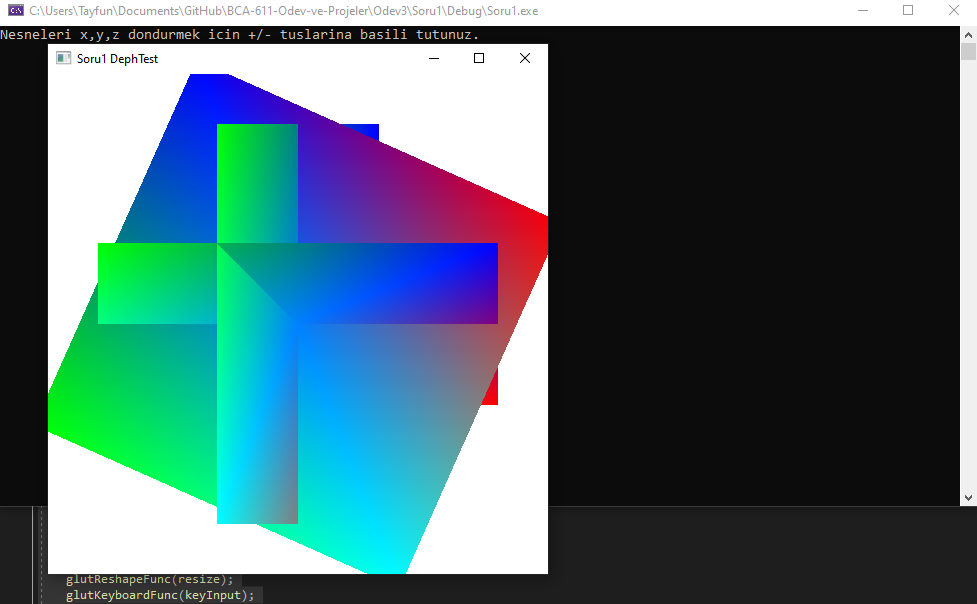 C:\Users\Tayfun\Documents\GitHub\BCA-611-Odev-ve-Projeler\Odev3\Soru1\Debug\Soru1.exe
Nesneleri x,y,z dondurmek icin +/- tuslarina basili tutunuz.
Soru1 DephTest
glutReshapeFunc(resize);
glutKeyboardFunc(keyInput);